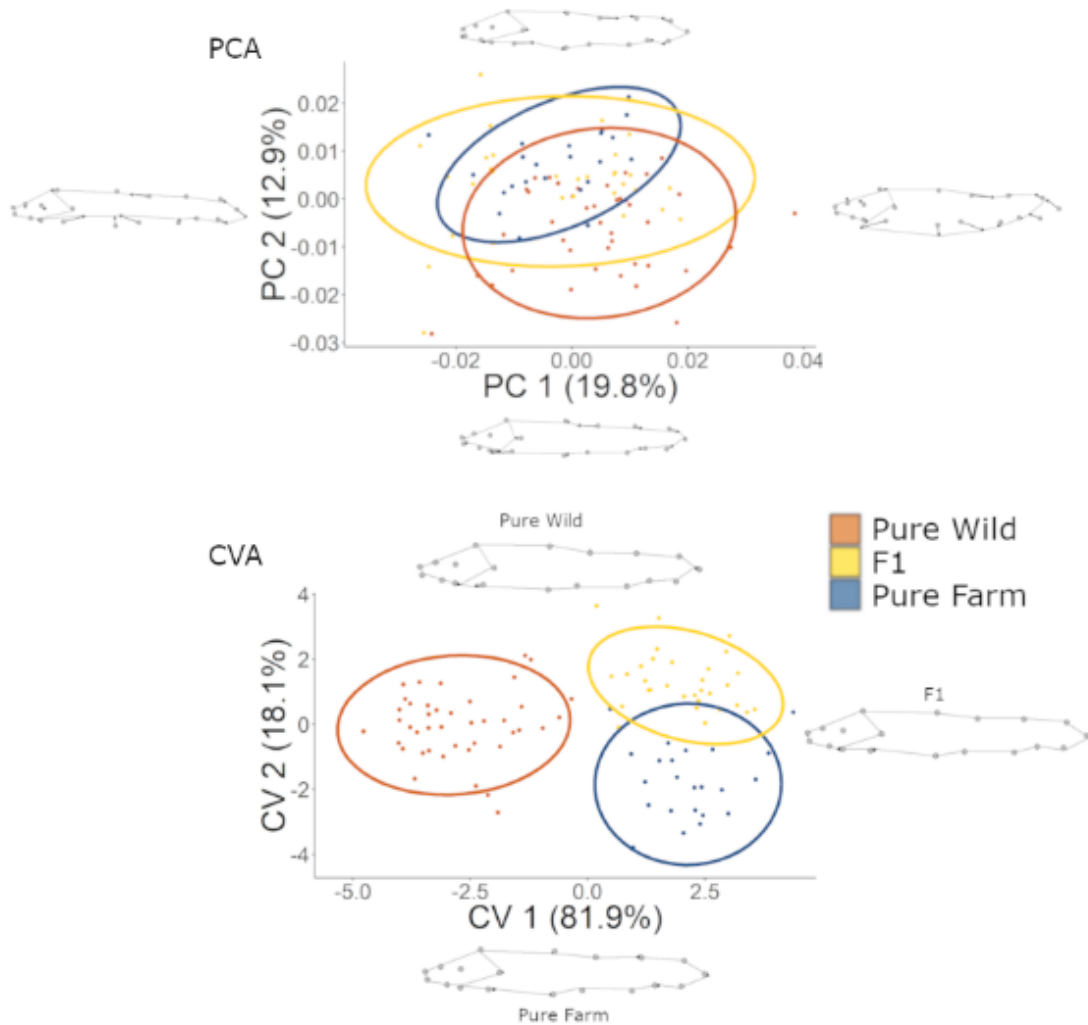 PCA
PC 2 (12.9%)
0.02
0.01
0.00
-0.01
-0.02
-0.03
-0.02
0.00
0.02
0.04
PC 1 (19.8%)
Pure Wild
Pure Wild
F1
Pure Farm
CVA
CV 2 (18.1%)
4
2
0
-2
-4
F1
-5.0
-2.5
0.0
2.5
CV 1 (81.9%)
Pure Farm